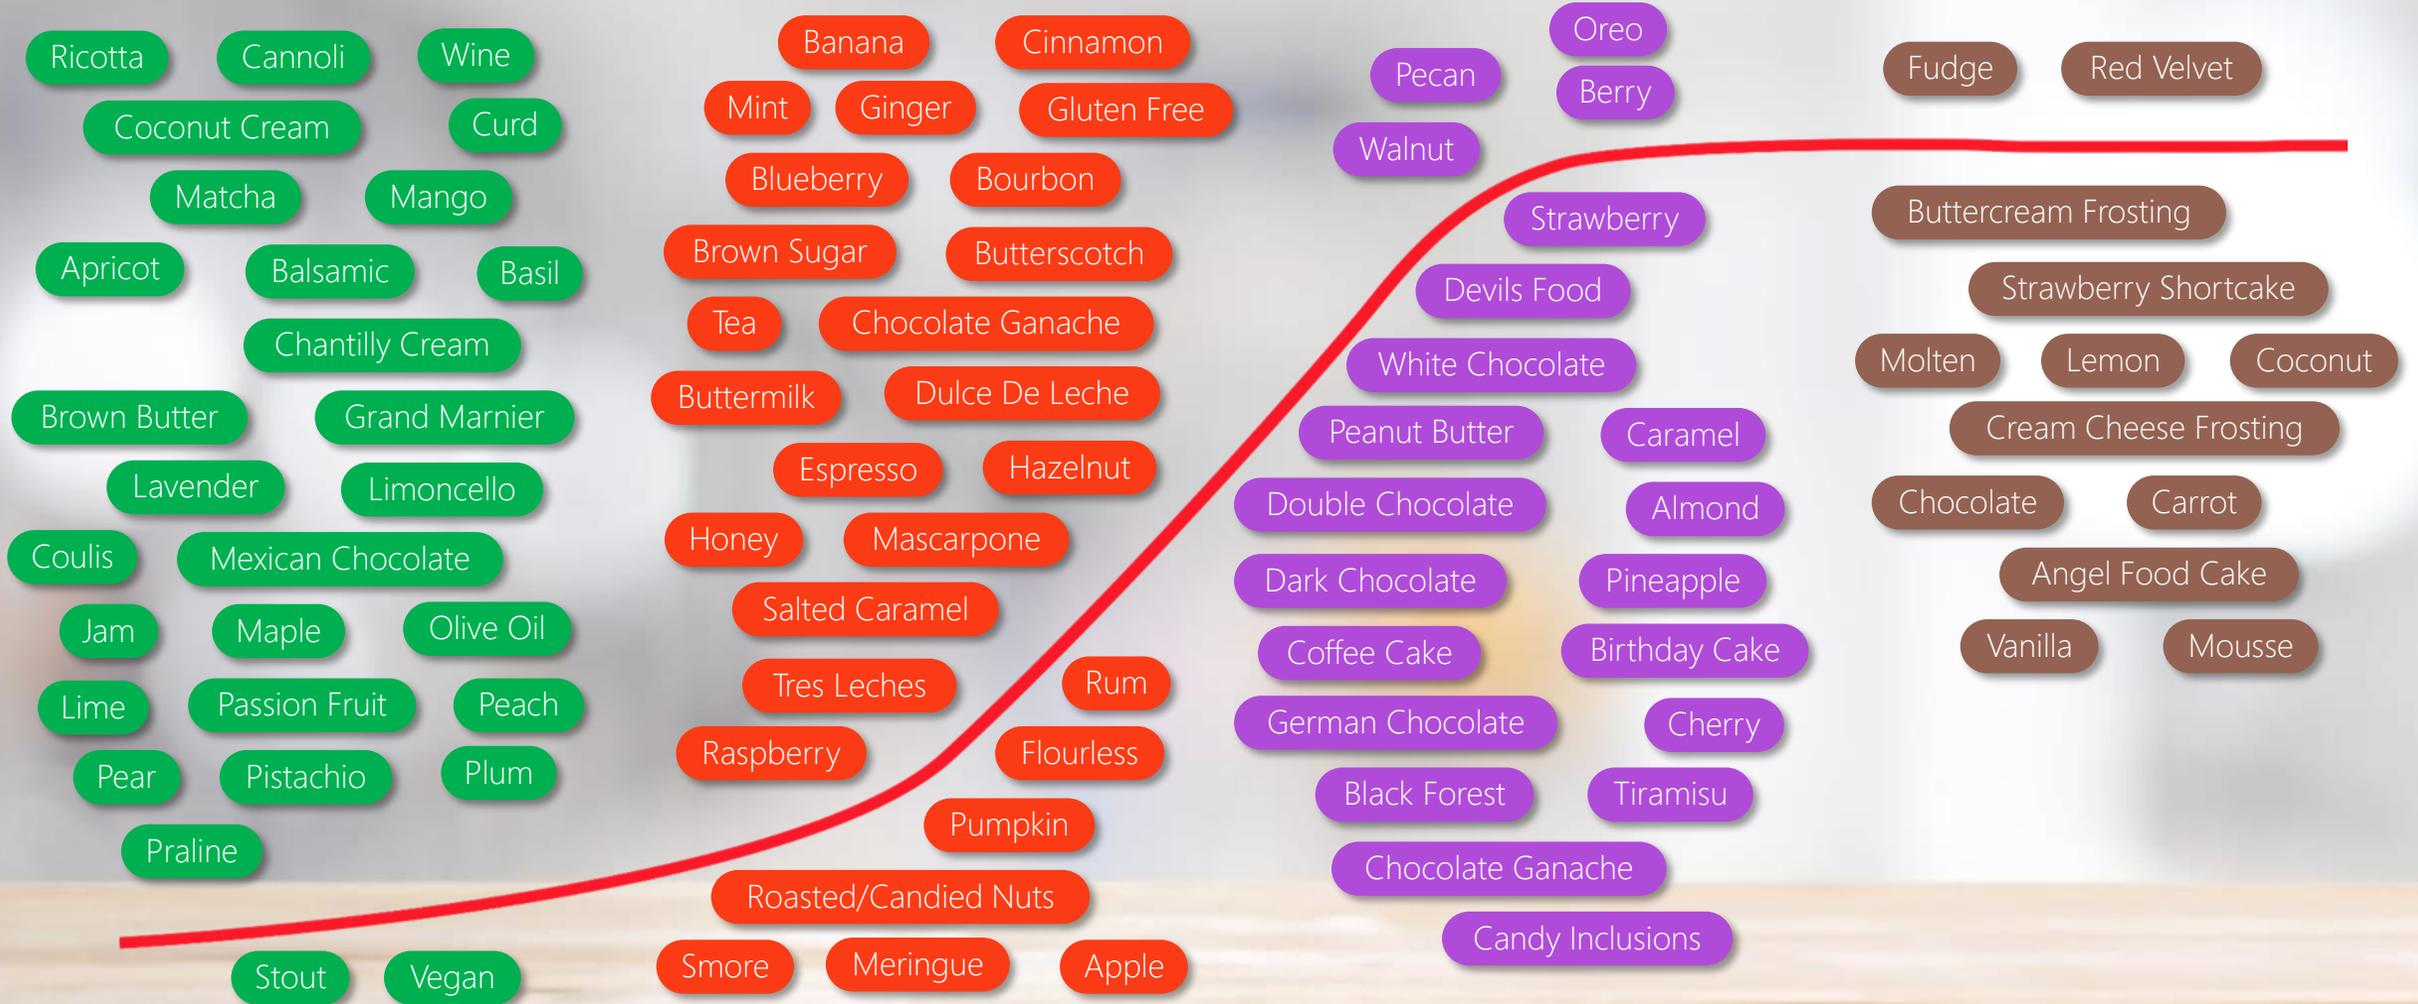 Ricotta
Cannoli
Wine
Coconut Cream
Curd
Matcha
Mango
Apricot
Balsamic
Basil
Chantilly Cream
Brown Butter
Grand Marnier
Lavender
Limoncello
Coulis
Mexican Chocolate
Jam
Maple
Olive Oil
Lime
Passion Fruit
Peach
Pear
Pistachio
Plum
Praline
Stout
Vegan
Banana
Cinnamon
Mint
Ginger
Gluten Free
Blueberry
Bourbon
Brown Sugar
Butterscotch
Tea
Chocolate Ganache
Buttermilk
Dulce De Leche
Espresso
Hazelnut
Honey
Mascarpone
Salted Caramel
Tres Leches
Rum
Raspberry
Flourless
Pumpkin
Roasted/Candied Nuts
Smore
Meringue
Apple
Oreo
Pecan
Berry
Walnut
Strawberry
Devils Food
White Chocolate
Peanut Butter
Caramel
Double Chocolate
Almond
Dark Chocolate
Pineapple
Coffee Cake
Birthday Cake
German Chocolate
Cherry
Black Forest
Tiramisu
Chocolate Ganache
Candy Inclusions
Fudge
Red Velvet
Buttercream Frosting
Strawberry Shortcake
Molten
Lemon
Coconut
Cream Cheese Frosting
Chocolate
Carrot
Angel Food Cake
Vanilla
Mousse